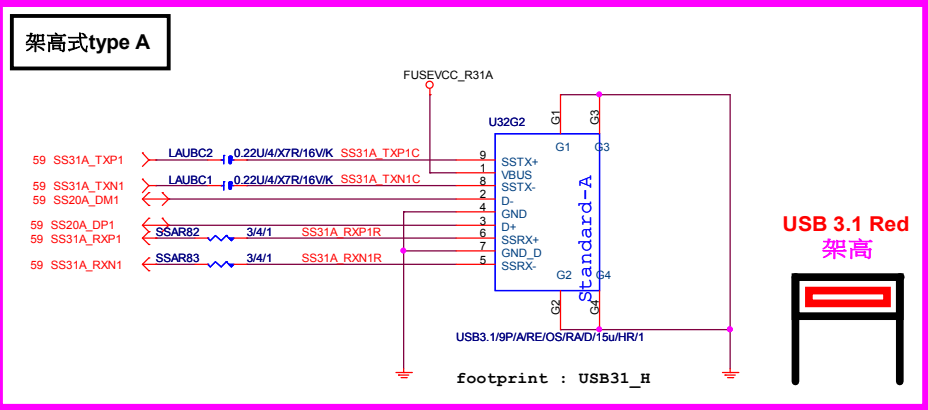 架高式type A
FUSEVCC_R31A
U32G2
G1
G3
G1
G3
59 SS31A_TXP1
LAUBC2
0.22U/4/X7R/16V/K
SS31A_TXP1C
9
SSTX+
1
VBUS
59 SS31A_TXN1
LAUBC1
0.22U/4/X7R/16V/K
SS31A_TXN1C
8
SSTX-
59 SS20A_DM1
2
D-
4
GND
59 SS20A_DP1
3
D+
59 SS31A_RXP1
SSAR82
3/4/1
SS31A_RXP1R
6
SSRX+
7
GND_D
59 SS31A_RXN1
SSAR83
3/4/1
SS31A_RXN1R
5
SSRX-
Standard-A
G2
G4
G2
G4
USB3.1/9P/A/RE/OS/RA/D/15u/HR/1
footprint : USB31_H
USB 3.1 Red
架高